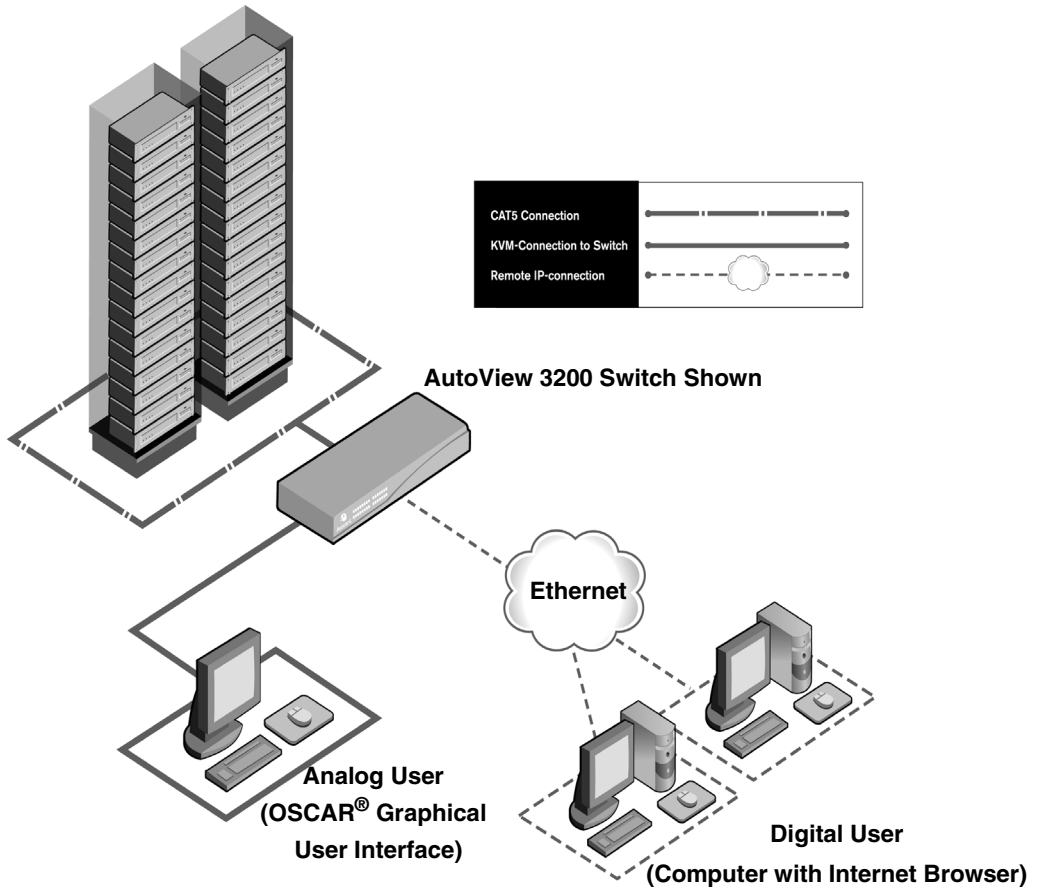 CAT5 Connection
KVM-Connection to Switch
Remote IP-connection
AutoView 3200 Switch Shown
Ethernet
Analog User
(OSCAR® Graphical
User Interface)
Digital User
(Computer with Internet Browser)